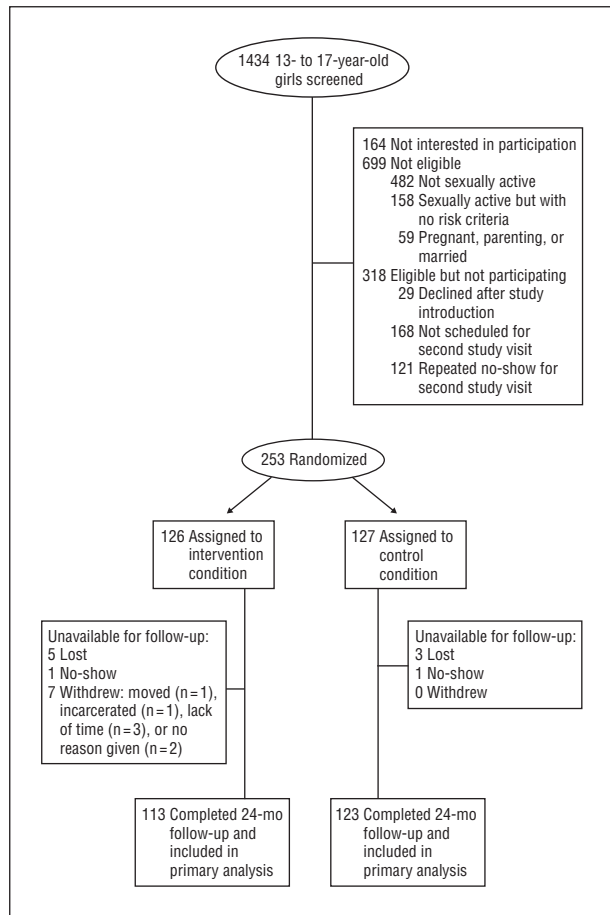 1434 13- to 17-year-old
girls screened
164 Not interested in participation
699 Not eligible
482 Not sexually active
158 Sexually active but with
no risk criteria
59 Pregnant, parenting, or
married
318 Eligible but not participating
29 Declined after study
introduction
168 Not scheduled for
second study visit
121 Repeated no-show for
second study visit
253 Randomized
126 Assigned to
intervention
condition
127 Assigned to
control
condition
Unavailable for follow-up:
5 Lost
1 No-show
7 Withdrew: moved (n=1),
incarcerated (n=1), lack
of time (n=3), or no
reason given (n=2)
Unavailable for follow-up:
3 Lost
1 No-show
0 Withdrew
113 Completed 24-mo
follow-up and
included in
primary analysis
123 Completed 24-mo
follow-up and
included in
primary analysis